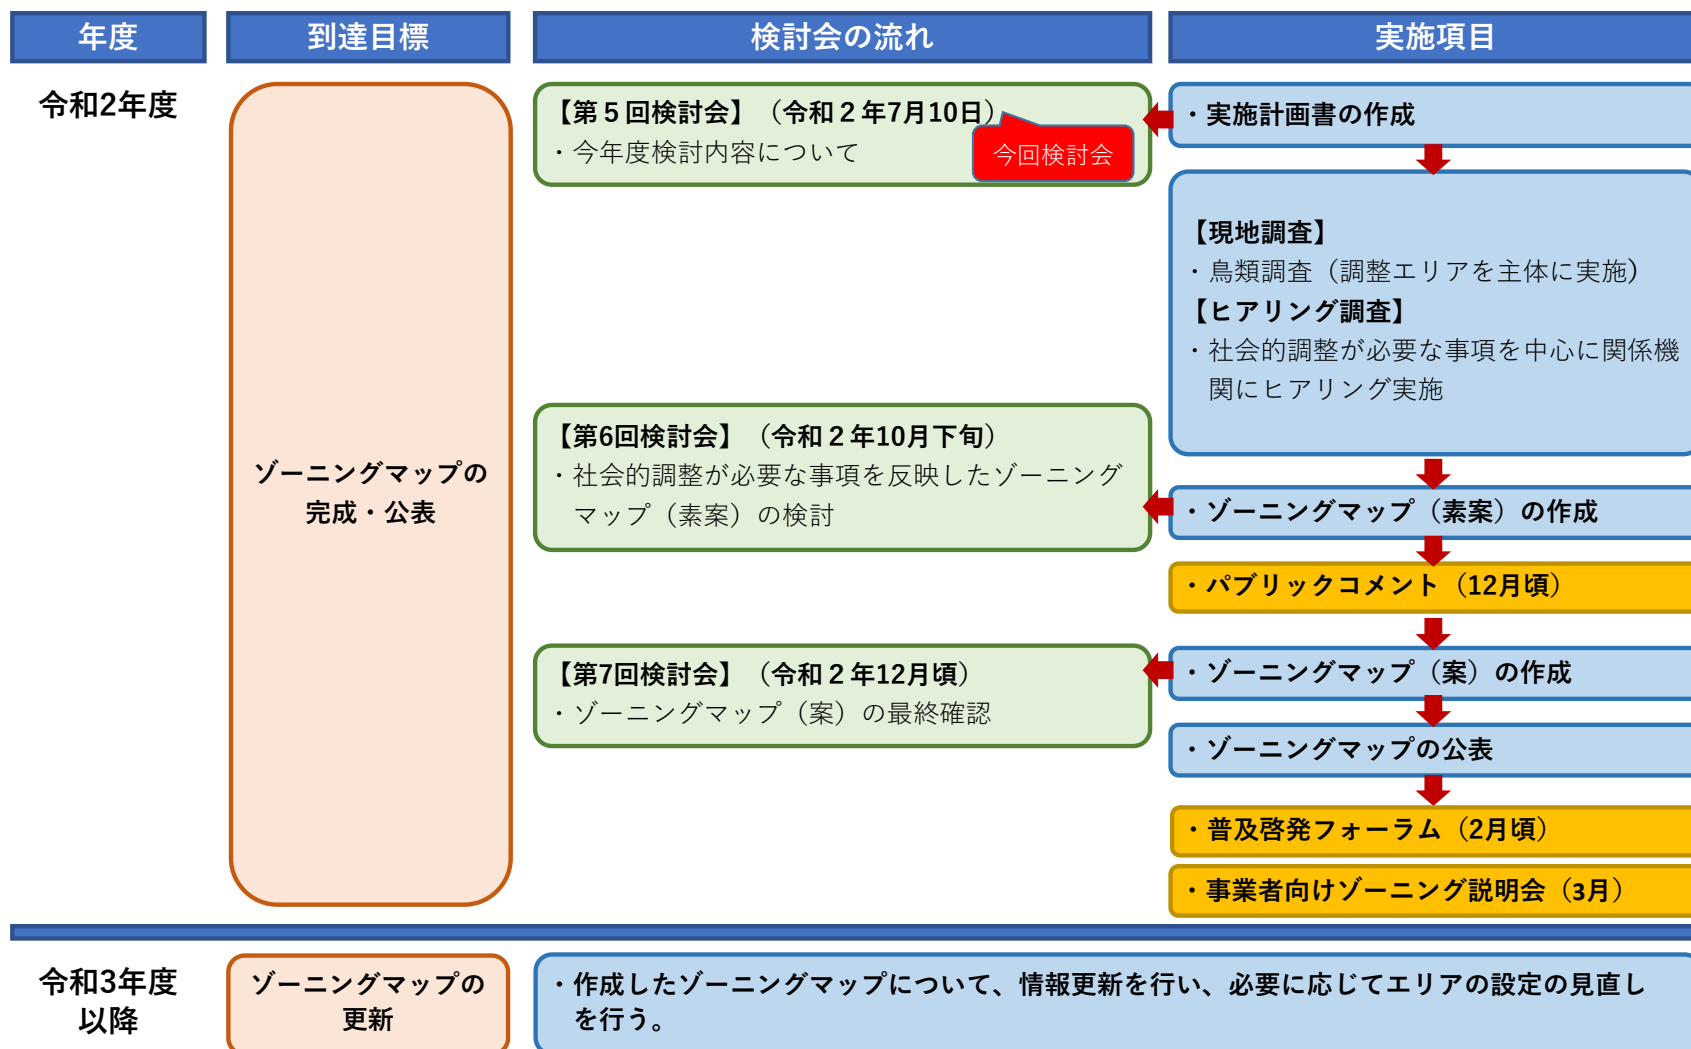 年度
到達目標
検討会の流れ
実施項目
令和2年度
ゾーニングマップの
完成・公表
【第５回検討会】（令和２年7月10日）
・今年度検討内容について
今回検討会
・実施計画書の作成
【現地調査】
・鳥類調査（調整エリアを主体に実施）
【ヒアリング調査】
・社会的調整が必要な事項を中心に関係機
関にヒアリング実施
【第6回検討会】（令和２年10月下旬）
・社会的調整が必要な事項を反映したゾーニング
マップ（素案）の検討
・ゾーニングマップ（素案）の作成
・パブリックコメント（12月頃）
【第7回検討会】（令和２年12月頃）
・ゾーニングマップ（案）の最終確認
・ゾーニングマップ（案）の作成
・ゾーニングマップの公表
・普及啓発フォーラム（2月頃）
・事業者向けゾーニング説明会（3月）
令和3年度
以降
ゾーニングマップの
更新
・作成したゾーニングマップについて、情報更新を行い、必要に応じてエリアの設定の見直し
を行う。